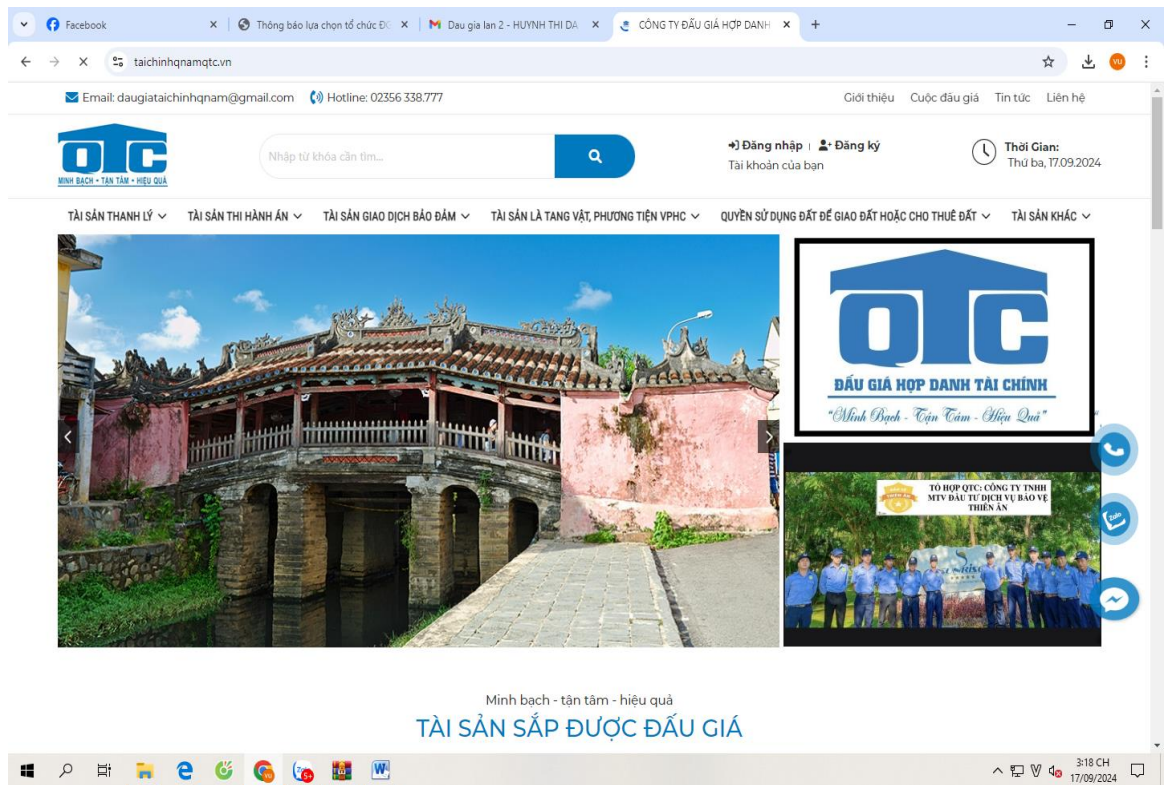 Facebook
Thông báo lựa chọn tổ chức ĐG
Dau gia lan 2 - HUYNH THI DA
CÔNG TY ĐẤU GIÁ HỢP DANH
taichinhqnamqtc.vn
VU
Email: daugiataichinhqnam@gmail.com
Hotline: 02356 338.777
Giới thiệu
Cuộc đấu giá
Tin tức
Liên hệ
QTC
MINH BẠCH - TẬN TÂM - HIỆU QUẢ
Nhập từ khóa cần tìm...
Đăng nhập | Đăng ký
Tài khoản của bạn
Thời Gian:
Thứ ba, 17.09.2024
TÀI SẢN THANH LÝ
TÀI SẢN THI HÀNH ÁN
TÀI SẢN GIAO DỊCH BẢO ĐẢM
TÀI SẢN LÀ TANG VẬT, PHƯƠNG TIỆN VPHC
QUYỀN SỬ DỤNG ĐẤT ĐỂ GIAO ĐẤT HOẶC CHO THUÊ ĐẤT
TÀI SẢN KHÁC
QTC
ĐẤU GIÁ HỢP DANH TÀI CHÍNH
"Minh Bạch - Tận Tâm - Hiệu Quả"
TỔ HỢP QTC: CÔNG TY TNHH
MTV ĐẦU TƯ DỊCH VỤ BẢO VỆ
THIÊN ÂN
Zalo
Minh bạch - tận tâm - hiệu quả
TÀI SẢN SẮP ĐƯỢC ĐẤU GIÁ
5+
3:18 CH
17/09/2024